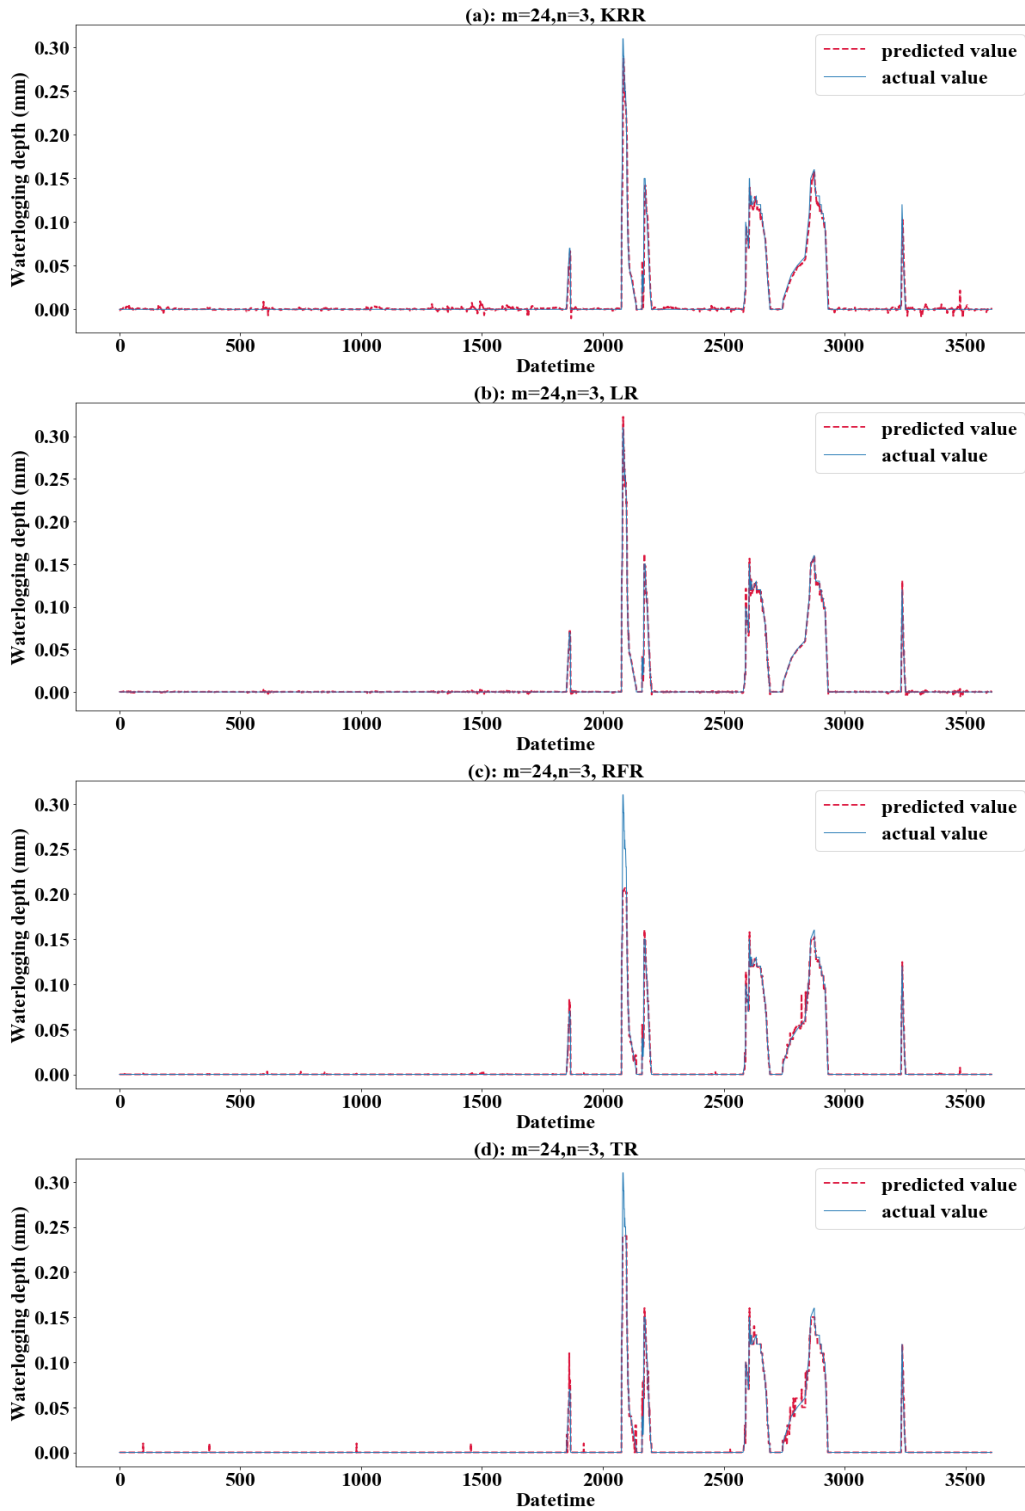 (a): m=24,n=3, KRR
Waterlogging depth (mm)
0.30
0.25
0.20
0.15
0.10
0.05
0.00
predicted value
actual value
0 500 1000 1500 2000 2500 3000 3500
Datetime
(b): m=24,n=3, LR
Waterlogging depth (mm)
0.30
0.25
0.20
0.15
0.10
0.05
0.00
predicted value
actual value
0 500 1000 1500 2000 2500 3000 3500
Datetime
(c): m=24,n=3, RFR
Waterlogging depth (mm)
0.30
0.25
0.20
0.15
0.10
0.05
0.00
predicted value
actual value
0 500 1000 1500 2000 2500 3000 3500
Datetime
(d): m=24,n=3, TR
Waterlogging depth (mm)
0.30
0.25
0.20
0.15
0.10
0.05
0.00
predicted value
actual value
0 500 1000 1500 2000 2500 3000 3500
Datetime